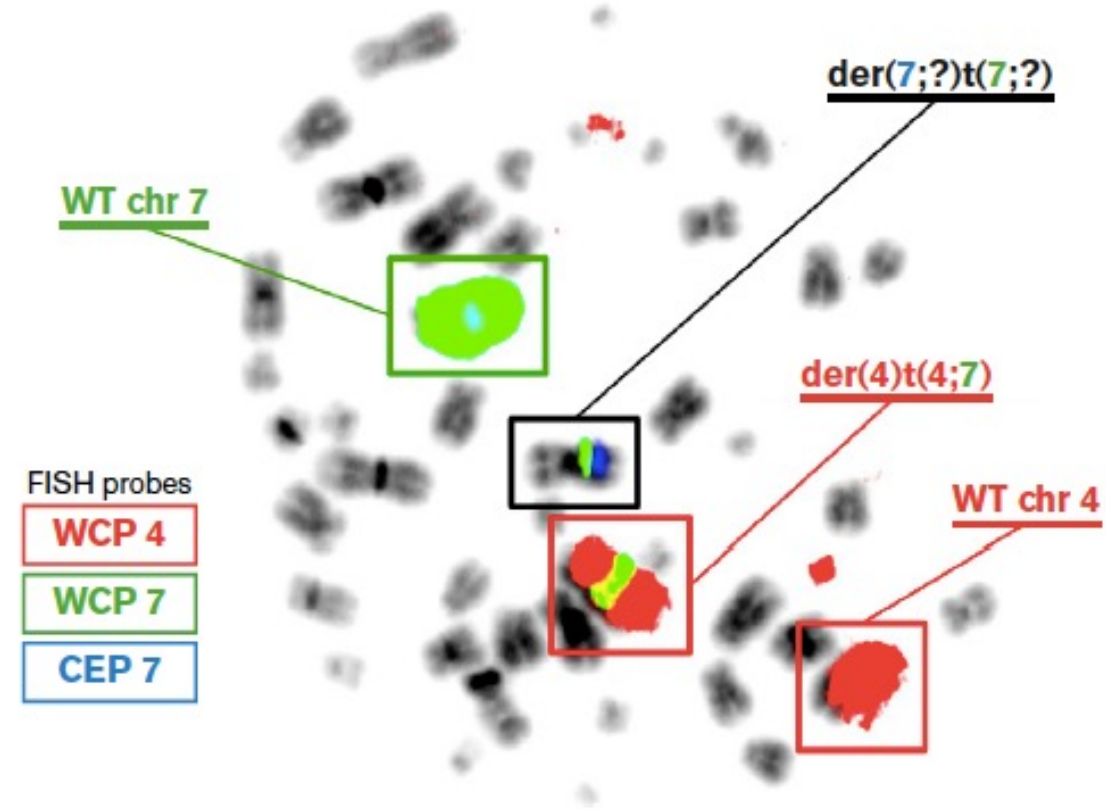 der(7;?)t(7;?)
WT chr 7
der(4)t(4;7)
WT chr 4
FISH probes
WCP 4
WCP 7
CEP 7